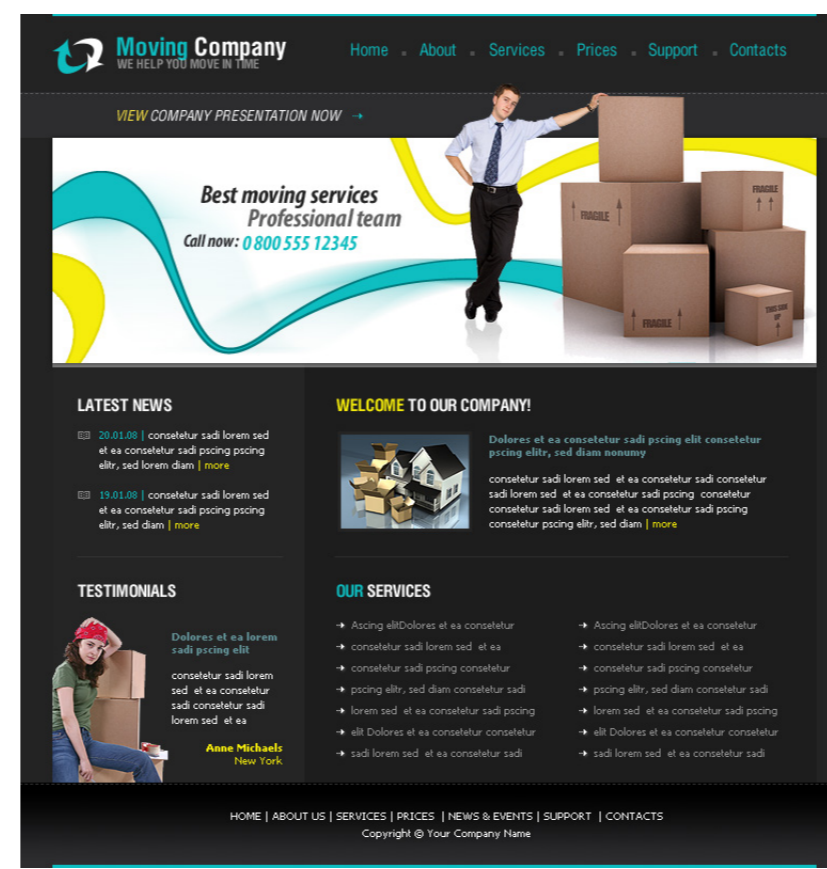 Moving Company
WE HELP YOU MOVE IN TIME
Home About Services Prices Support Contacts
VIEW COMPANY PRESENTATION NOW
Best moving services
Professional team
Call now: 0 800 555 12345
FRAGILE
FRAGILE
FRAGILE
THIS SIDE UP
LATEST NEWS
20.01.08 | consetetur sadi lorem sed
et ea consetetur sadi pscing pscing
elitr, sed lorem diam | more
19.01.08 | consetetur sadi lorem sed
et ea consetetur sadi pscing pscing
elitr, sed diam | more
WELCOME TO OUR COMPANY!
Dolores et ea consetetur sadi pscing elit consetetur
pscing elitr, sed diam nonumy
consetetur sadi lorem sed et ea consetetur sadi consetetur
sadi lorem sed et ea consetetur sadi pscing consetetur
consetetur sadi lorem sed et ea consetetur sadi pscing
consetetur pscing elitr, sed diam | more
TESTIMONIALS
Dolores et ea lorem
sadi pscing elit
consetetur sadi lorem
sed et ea consetetur
sadi consetetur sadi
lorem sed et ea
Anne Michaels
New York
OUR SERVICES
Ascing elitDolores et ea consetetur
consetetur sadi lorem sed et ea
consetetur sadi pscing consetetur
pscing elitr, sed diam consetetur sadi
lorem sed et ea consetetur sadi pscing
elit Dolores et ea consetetur consetetur
sadi lorem sed et ea consetetur sadi
Ascing elitDolores et ea consetetur
consetetur sadi lorem sed et ea
consetetur sadi pscing consetetur
pscing elitr, sed diam consetetur sadi
lorem sed et ea consetetur sadi pscing
elit Dolores et ea consetetur consetetur
sadi lorem sed et ea consetetur sadi
HOME | ABOUT US | SERVICES | PRICES | NEWS & EVENTS | SUPPORT | CONTACTS
Copyright © Your Company Name